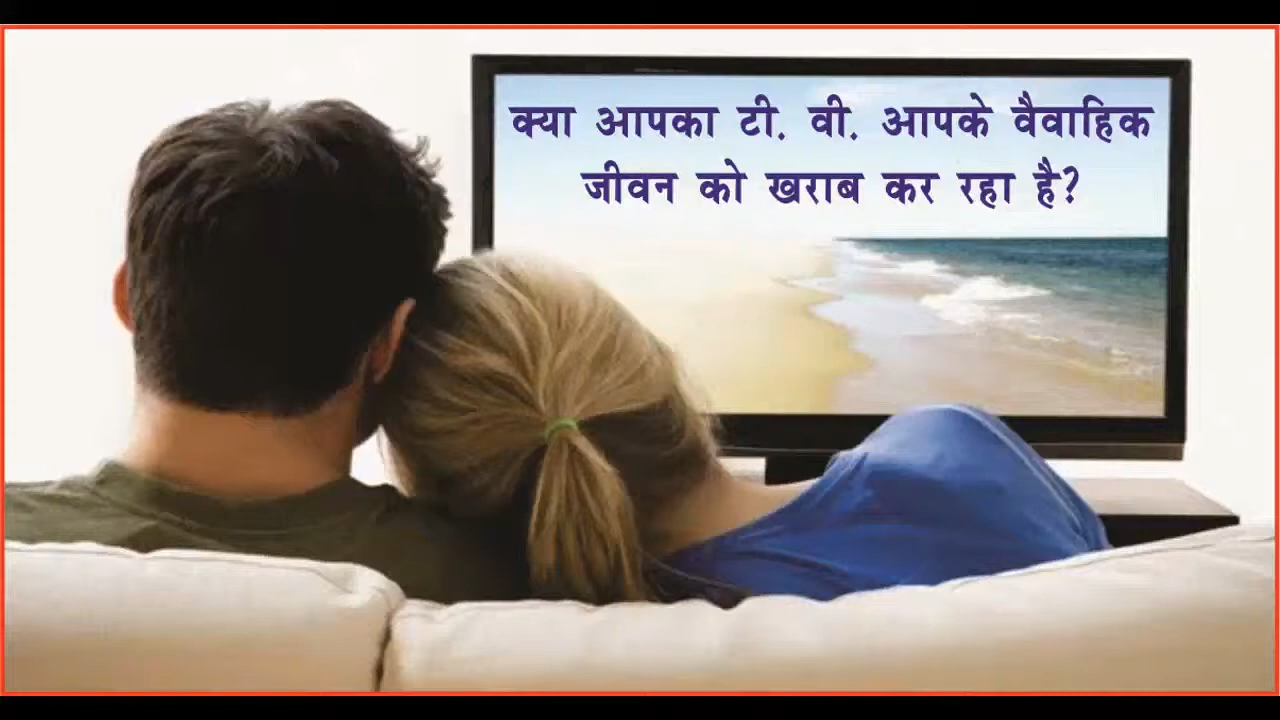 क्या आपका टी. वी. आपके वैवाहिक
जीवन को खराब कर रहा है?